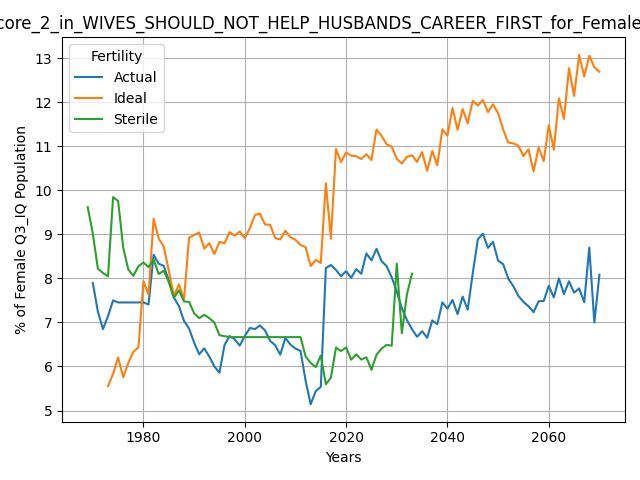 core_2_in_WIVES_SHOULD_NOT_HELP_HUSBANDS_CAREER_FIRST_for_Female
Fertility
Actual
Ideal
Sterile
% of Female Q3_IQ Population
13
12
11
10
9
8
7
6
5
1980 2000 2020 2040 2060
Years